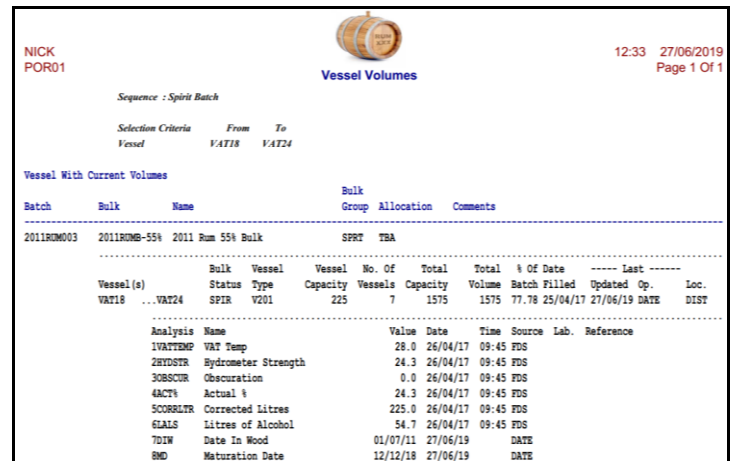 NICK 12:33 27/06/2019
POR01 Page 1 Of 1
RUM
XXX
Vessel Volumes
Sequence : Spirit Batch
Selection Criteria From To
Vessel VAT18 VAT24
Vessel With Current Volumes
Bulk
Batch Bulk Name Group Allocation Comments
2011RUM003 2011RUMB-55% 2011 Rum 55% Bulk SPRT TBA
Bulk Vessel Vessel No. Of Total Total % Of Date ----- Last ------
Vessel(s) Status Type Capacity Vessels Capacity Volume Batch Filled Updated Op. Loc.
VAT18 ...VAT24 SPIR V201 225 7 1575 1575 77.78 25/04/17 27/06/19 DATE DIST
Analysis Name Value Date Time Source Lab. Reference
1VATTEMP VAT Temp 28.0 26/04/17 09:45 FDS
2HYDSTR Hydrometer Strength 24.3 26/04/17 09:45 FDS
3OBSCUR Obscuration 0.0 26/04/17 09:45 FDS
4ACT% Actual % 24.3 26/04/17 09:45 FDS
5CORRLTR Corrected Litres 225.0 26/04/17 09:45 FDS
6LALS Litres of Alcohol 54.7 26/04/17 09:45 FDS
7DIW Date In Wood 01/07/11 27/06/19 DATE
8MD Maturation Date 12/12/18 27/06/19 DATE